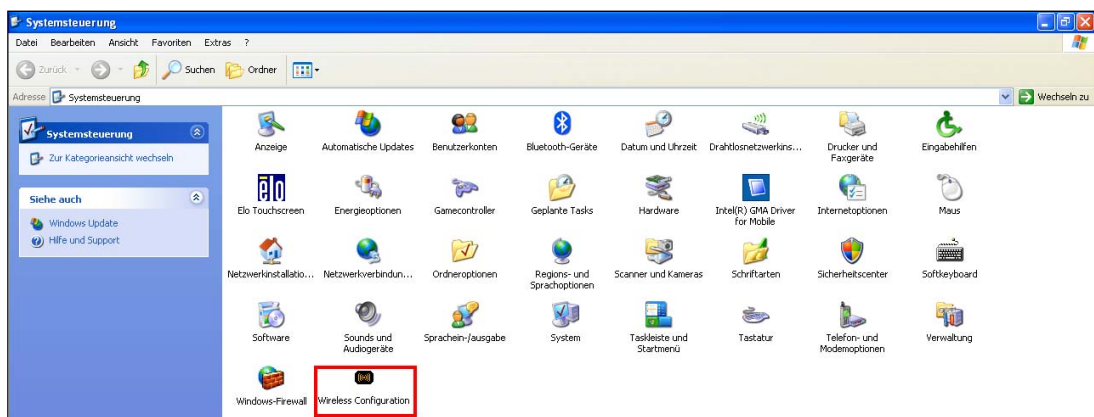 Systemsteuerung
Datei Bearbeiten Ansicht Favoriten Extras ?
Zurück Suchen Ordner
Adresse Systemsteuerung Wechseln zu
Systemsteuerung
Zur Kategorieansicht wechseln
Siehe auch
Windows Update
Hilfe und Support
Anzeige
Automatische Updates
Benutzerkonten
Bluetooth-Geräte
Datum und Uhrzeit
Drahtlosnetzwerkins...
Drucker und
Faxgeräte
Eingabehilfen
elo
Elo Touchscreen
Energieoptionen
Gamecontroller
Geplante Tasks
Hardware
Intel(R) GMA Driver
for Mobile
Internetoptionen
Maus
Netzwerkinstallatio...
Netzwerkverbindun...
Ordneroptionen
Regions- und
Sprachoptionen
Scanner und Kameras
Schriftarten
Sicherheitscenter
Softkeyboard
Software
Sounds und
Audiogeräte
Sprachein-/ausgabe
System
Taskleiste und
Startmenü
Tastatur
Telefon- und
Modemoptionen
Verwaltung
Windows-Firewall
Wireless Configuration